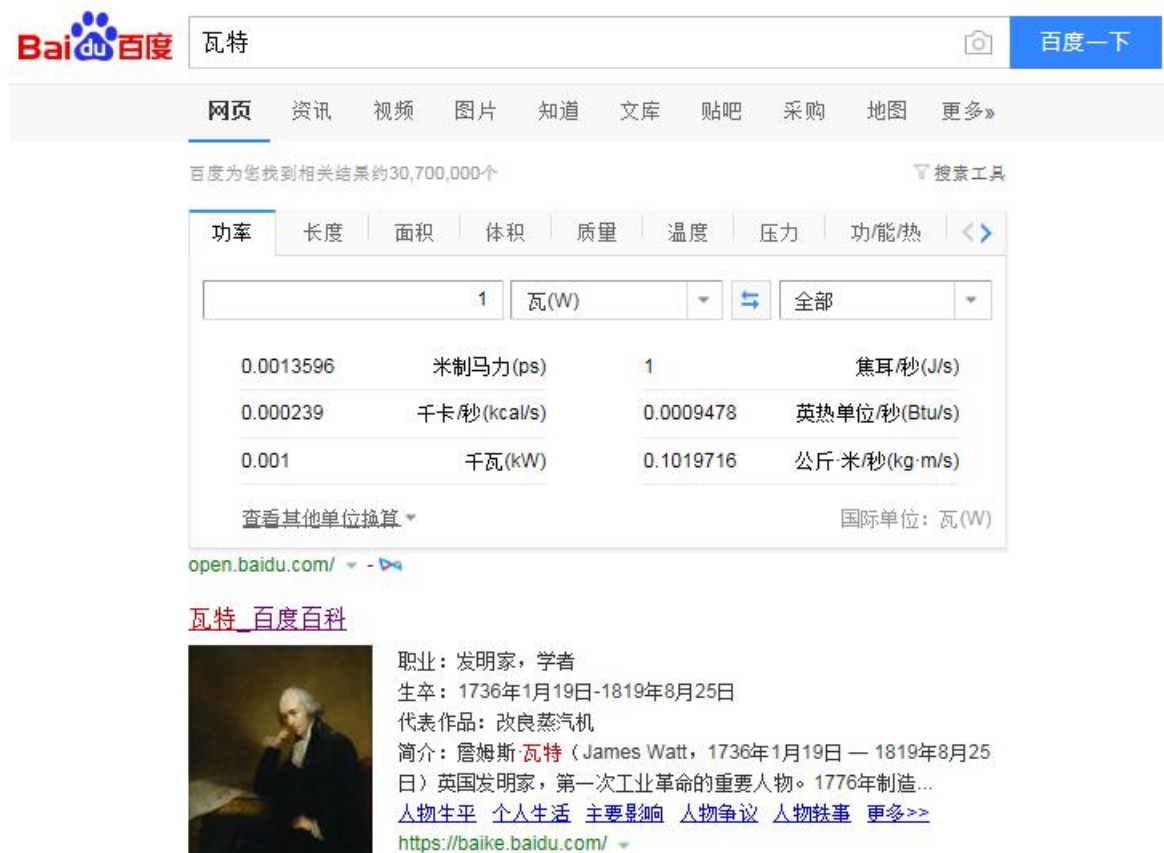 Bai du 百度 瓦特 百度一下
网页 资讯 视频 图片 知道 文库 贴吧 采购 地图 更多»
百度为您找到相关结果约30,700,000个 搜索工具
功率 长度 面积 体积 质量 温度 压力 功/能/热 < >
1 瓦(W) 全部
0.0013596 米制马力(ps) 1 焦耳/秒(J/s)
0.000239 千卡/秒(kcal/s) 0.0009478 英热单位/秒(Btu/s)
0.001 千瓦(kW) 0.1019716 公斤·米/秒(kg·m/s)
查看其他单位换算 国际单位：瓦(W)
open.baidu.com/ -
瓦特_百度百科
职业：发明家，学者
生卒：1736年1月19日-1819年8月25日
代表作品：改良蒸汽机
简介：詹姆斯·瓦特（James Watt，1736年1月19日 — 1819年8月25
日）英国发明家，第一次工业革命的重要人物。1776年制造...
人物生平 个人生活 主要影响 人物争议 人物轶事 更多>>
https://baike.baidu.com/